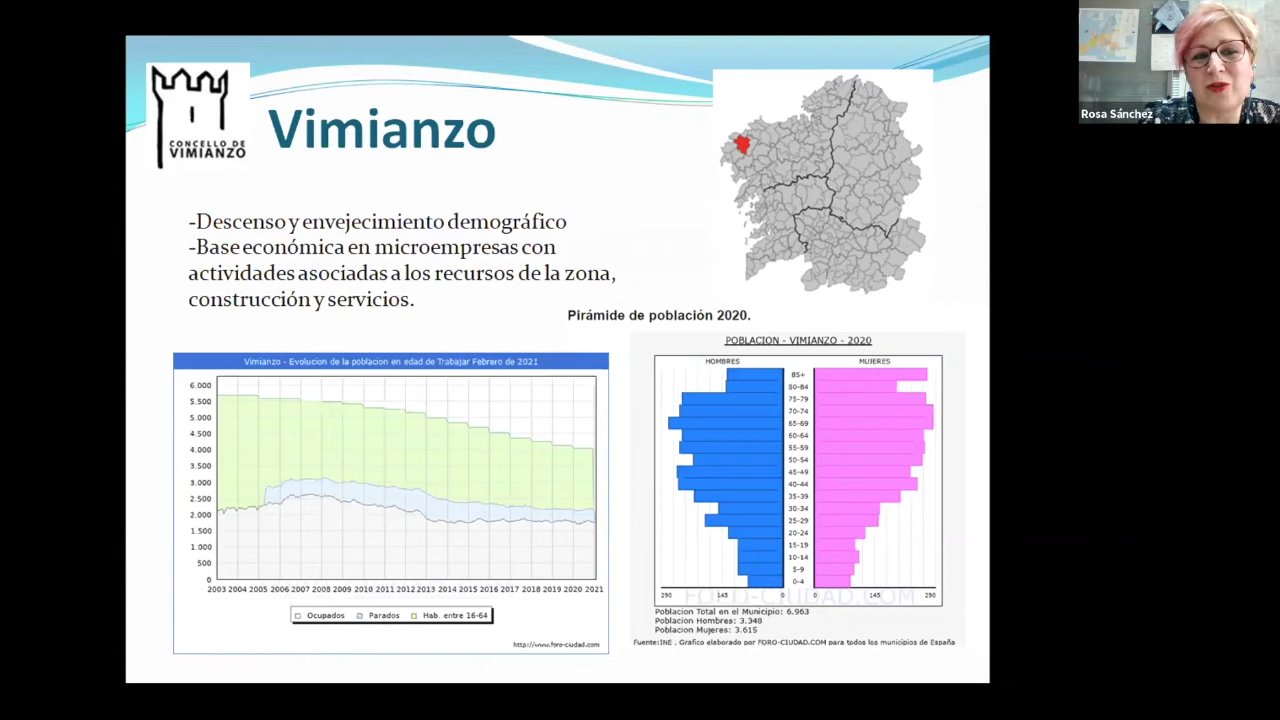 CONCELLO DE
VIMIANZO
Vimianzo
Rosa Sánchez
-Descenso y envejecimiento demográfico
-Base económica en microempresas con
actividades asociadas a los recursos de la zona,
construcción y servicios.
Pirámide de población 2020.
Vimianzo - Evolucion de la poblacion en edad de Trabajar Febrero de 2021
6.000
5.500
5.000
4.500
4.000
3.500
3.000
2.500
2.000
1.500
1.000
500
0
2003 2004 2005 2006 2007 2008 2009 2010 2011 2012 2013 2014 2015 2016 2017 2018 2019 2020 2021
Ocupados Parados Hab. entre 16-64
http://www.foro-ciudad.com
POBLACION - VIMIANZO - 2020
HOMBRES MUJERES
85+
80-84
75-79
70-74
65-69
60-64
55-59
50-54
45-49
40-44
35-39
30-34
25-29
20-24
15-19
10-14
5-9
0-4
290 145 0 0 145 290
FORO-CIUDAD.COM
Poblacion Total en el Municipio: 6.963
Poblacion Hombres: 3.348
Poblacion Mujeres: 3.615
Fuente:INE , Grafico elaborado por FORO-CIUDAD.COM para todos los municipios de España